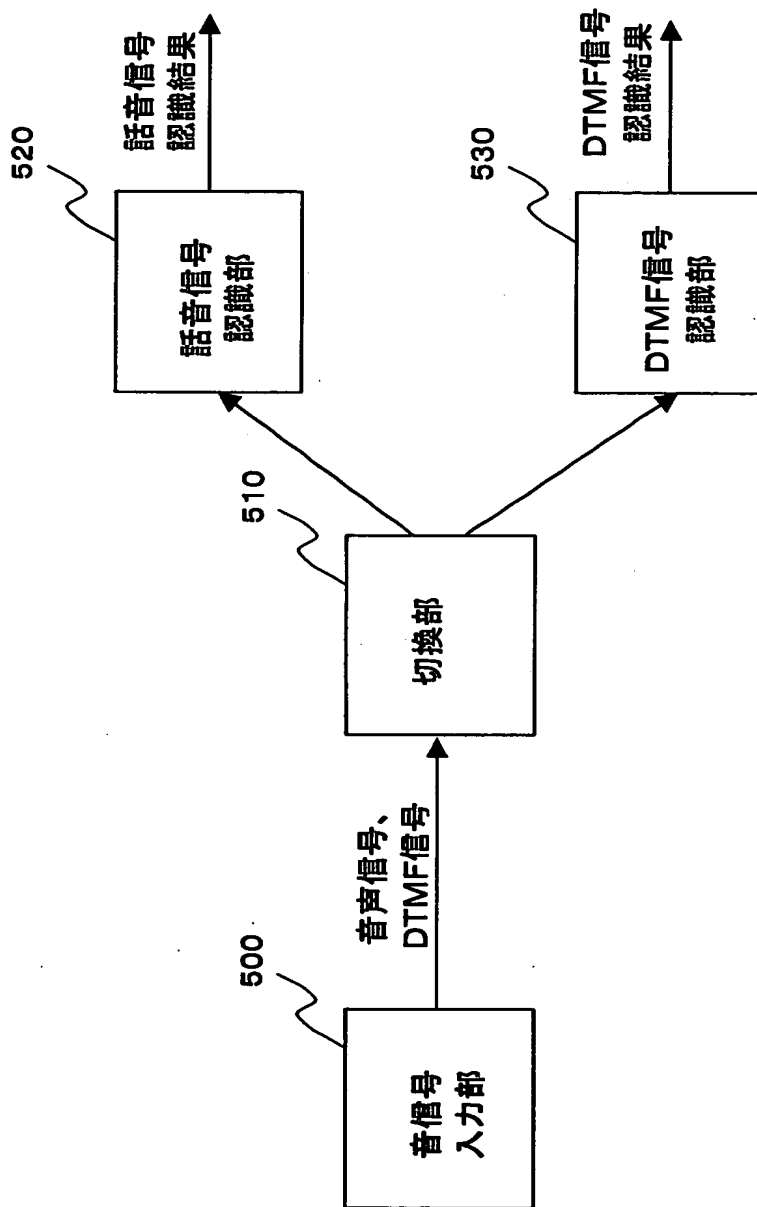 500
音信号
入力部
音声信号、
DTMF信号
510
切換部
520
話音信号
認識部
話音信号
認識結果
530
DTMF信号
認識部
DTMF信号
認識結果